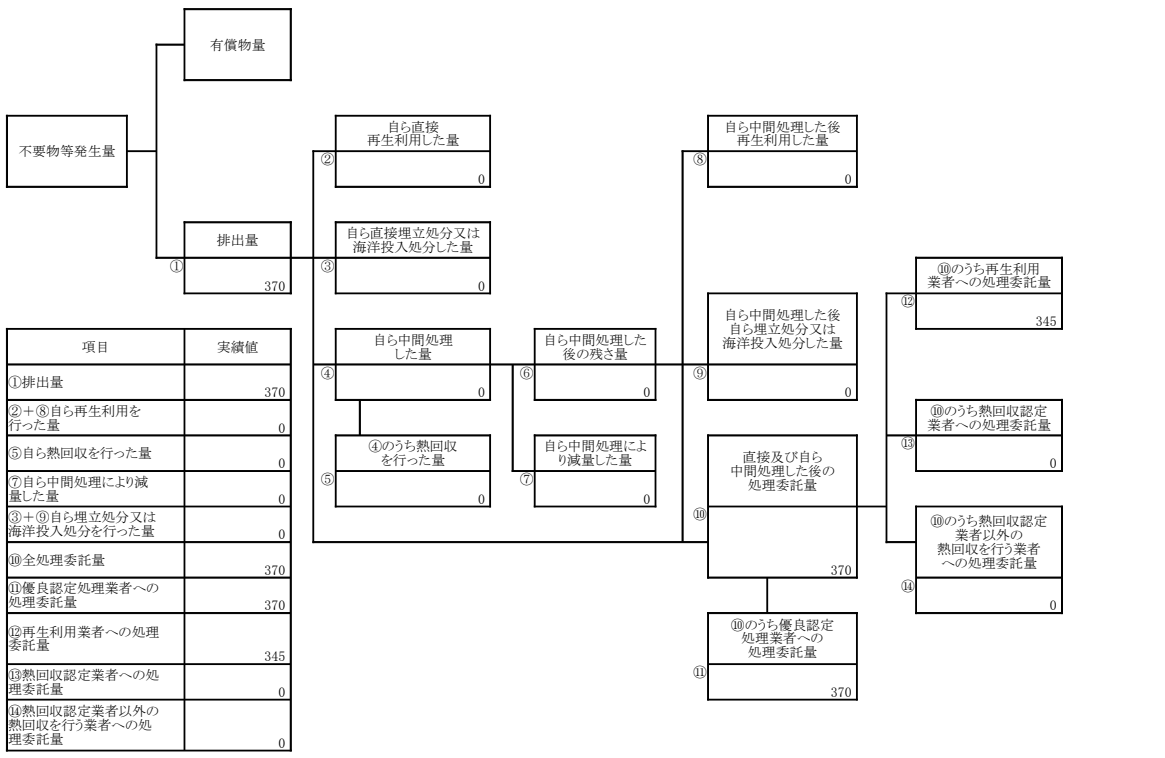 有償物量
不要物等発生量
排出量
①
370
自ら直接
再生利用した量
②
0
自ら直接埋立処分又は
海洋投入処分した量
③
0
自ら中間処理
した量
④
0
④のうち熱回収
を行った量
⑤
0
自ら中間処理した
後の残さ量
⑥
0
自ら中間処理によ
り減量した量
⑦
0
自ら中間処理した後
再生利用した量
⑧
0
自ら中間処理した後
自ら埋立処分又は
海洋投入処分した量
⑨
0
直接及び自ら
中間処理した後の
処理委託量
⑩
370
⑩のうち優良認定
処理業者への
処理委託量
⑪
370
⑩のうち再生利用
業者への処理委託量
⑫
345
⑩のうち熱回収認定
業者への処理委託量
⑬
0
⑩のうち熱回収認定
業者以外の
熱回収を行う業者
への処理委託量
⑭
0
項目 実績値
①排出量
370
②＋⑧自ら再生利用を
行った量
0
⑤自ら熱回収を行った量
0
⑦自ら中間処理により減
量した量
0
③＋⑨自ら埋立処分又は
海洋投入処分を行った量
0
⑩全処理委託量
370
⑪優良認定処理業者への
処理委託量
370
⑫再生利用業者への処理
委託量
345
⑬熱回収認定業者への処
理委託量
0
⑭熱回収認定業者以外の
熱回収を行う業者への処
理委託量
0